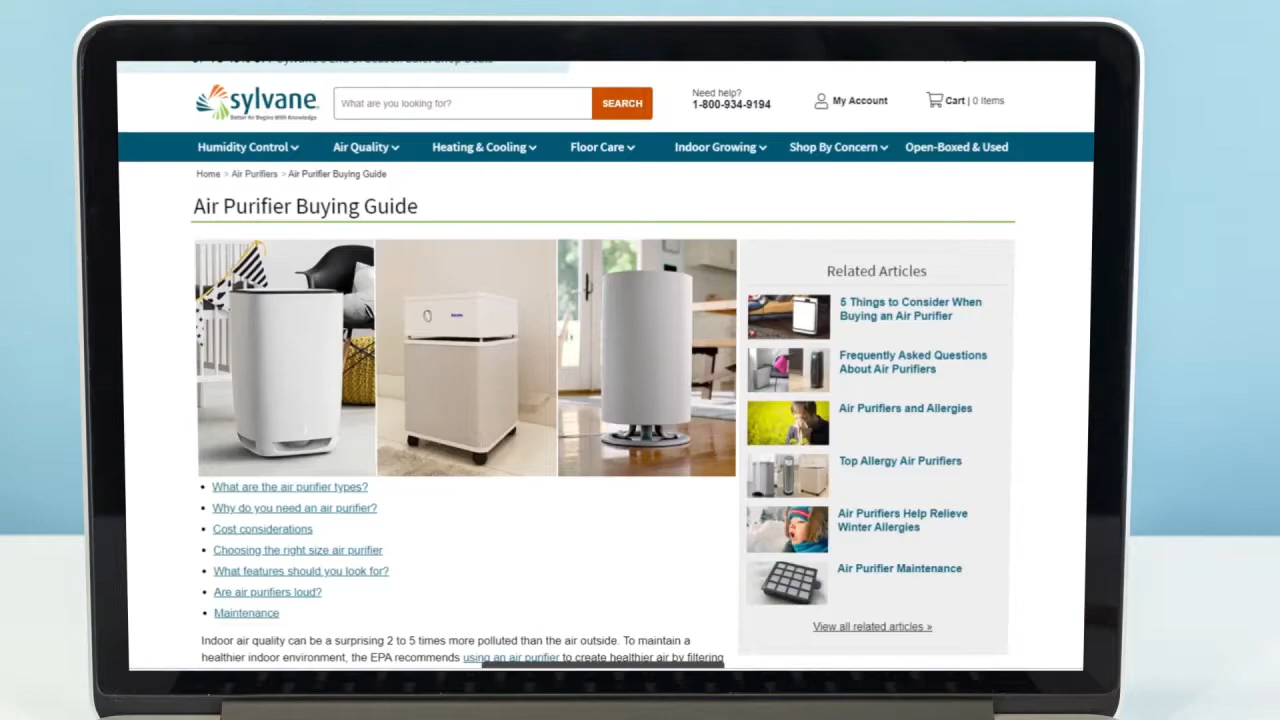 sylvane
Better Air Begins With Knowledge
What are you looking for?
SEARCH
Need help?
1-800-934-9194
My Account
Cart | 0 Items
Humidity Control
Air Quality
Heating & Cooling
Floor Care
Indoor Growing
Shop By Concern
Open-Boxed & Used
Home > Air Purifiers > Air Purifier Buying Guide
Air Purifier Buying Guide
• What are the air purifier types?
• Why do you need an air purifier?
• Cost considerations
• Choosing the right size air purifier
• What features should you look for?
• Are air purifiers loud?
• Maintenance
Indoor air quality can be a surprising 2 to 5 times more polluted than the air outside. To maintain a
healthier indoor environment, the EPA recommends using an air purifier to create healthier air by filtering
Related Articles
5 Things to Consider When
Buying an Air Purifier
Frequently Asked Questions
About Air Purifiers
Air Purifiers and Allergies
Top Allergy Air Purifiers
Air Purifiers Help Relieve
Winter Allergies
Air Purifier Maintenance
View all related articles »